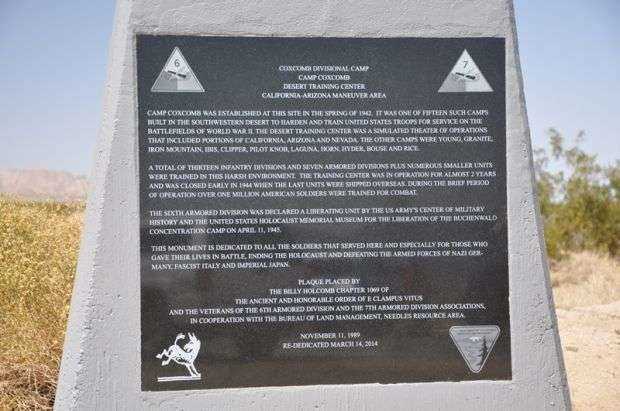 6
7
COXCOMB DIVISIONAL CAMP
CAMP COXCOMB
DESERT TRAINING CENTER
CALIFORNIA-ARIZONA MANEUVER AREA
CAMP COXCOMB WAS ESTABLISHED AT THIS SITE IN THE SPRING OF 1942. IT WAS ONE OF FIFTEEN SUCH CAMPS
BUILT IN THE SOUTHWESTERN DESERT TO HARDEN AND TRAIN UNITED STATES TROOPS FOR SERVICE ON THE
BATTLEFIELDS OF WORLD WAR II. THE DESERT TRAINING CENTER WAS A SIMULATED THEATER OF OPERATIONS
THAT INCLUDED PORTIONS OF CALIFORNIA, ARIZONA AND NEVADA. THE OTHER CAMPS WERE YOUNG, GRANITE,
IRON MOUNTAIN, IBIS, CLIPPER, PILOT KNOB, LAGUNA, HORN, HYDER, BOUSE AND RICE.
A TOTAL OF THIRTEEN INFANTRY DIVISIONS AND SEVEN ARMORED DIVISIONS PLUS NUMEROUS SMALLER UNITS
WERE TRAINED IN THIS HARSH ENVIRONMENT. THE TRAINING CENTER WAS IN OPERATION FOR ALMOST 2 YEARS
AND WAS CLOSED EARLY IN 1944 WHEN THE LAST UNITS WERE SHIPPED OVERSEAS. DURING THE BRIEF PERIOD
OF OPERATION OVER ONE MILLION AMERICAN SOLDIERS WERE TRAINED FOR COMBAT.
THE SIXTH ARMORED DIVISION WAS DECLARED A LIBERATING UNIT BY THE US ARMY'S CENTER OF MILITARY
HISTORY AND THE UNITED STATES HOLOCAUST MEMORIAL MUSEUM FOR THE LIBERATION OF THE BUCHENWALD
CONCENTRATION CAMP ON APRIL 11, 1945.
THIS MONUMENT IS DEDICATED TO ALL THE SOLDIERS THAT SERVED HERE AND ESPECIALLY FOR THOSE WHO
GAVE THEIR LIVES IN BATTLE, ENDING THE HOLOCAUST AND DEFEATING THE ARMED FORCES OF NAZI GER-
MANY, FASCIST ITALY AND IMPERIAL JAPAN.
PLAQUE PLACED BY
THE BILLY HOLCOMB CHAPTER 1069 OF
THE ANCIENT AND HONORABLE ORDER OF E CLAMPUS VITUS
AND THE VETERANS OF THE 6TH ARMORED DIVISION AND THE 7TH ARMORED DIVISION ASSOCIATIONS,
IN COOPERATION WITH THE BUREAU OF LAND MANAGEMENT, NEEDLES RESOURCE AREA.
NOVEMBER 11, 1989
RE-DEDICATED MARCH 14, 2014